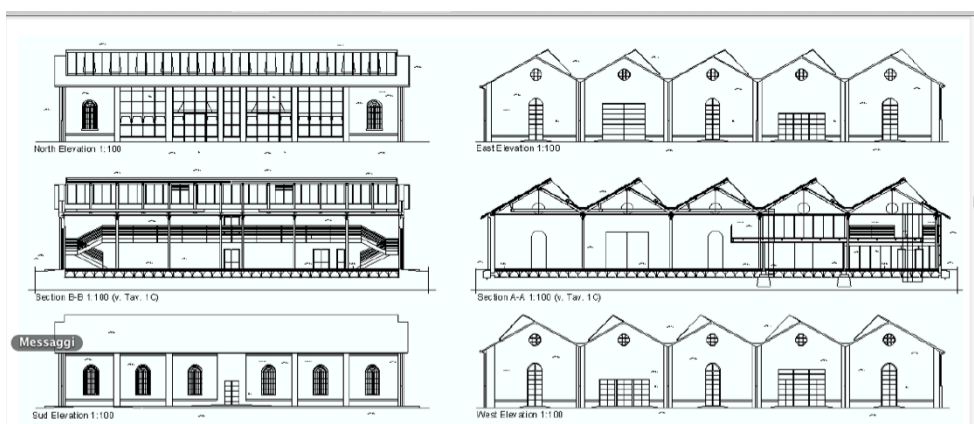 North Elevation 1:100
East Elevation 1:100
Section B-B 1:100 (v. Tav. 1C)
Section A-A 1:100 (v. Tav. 1C)
Messaggi
Sud Elevation 1:100
West Elevation 1:100